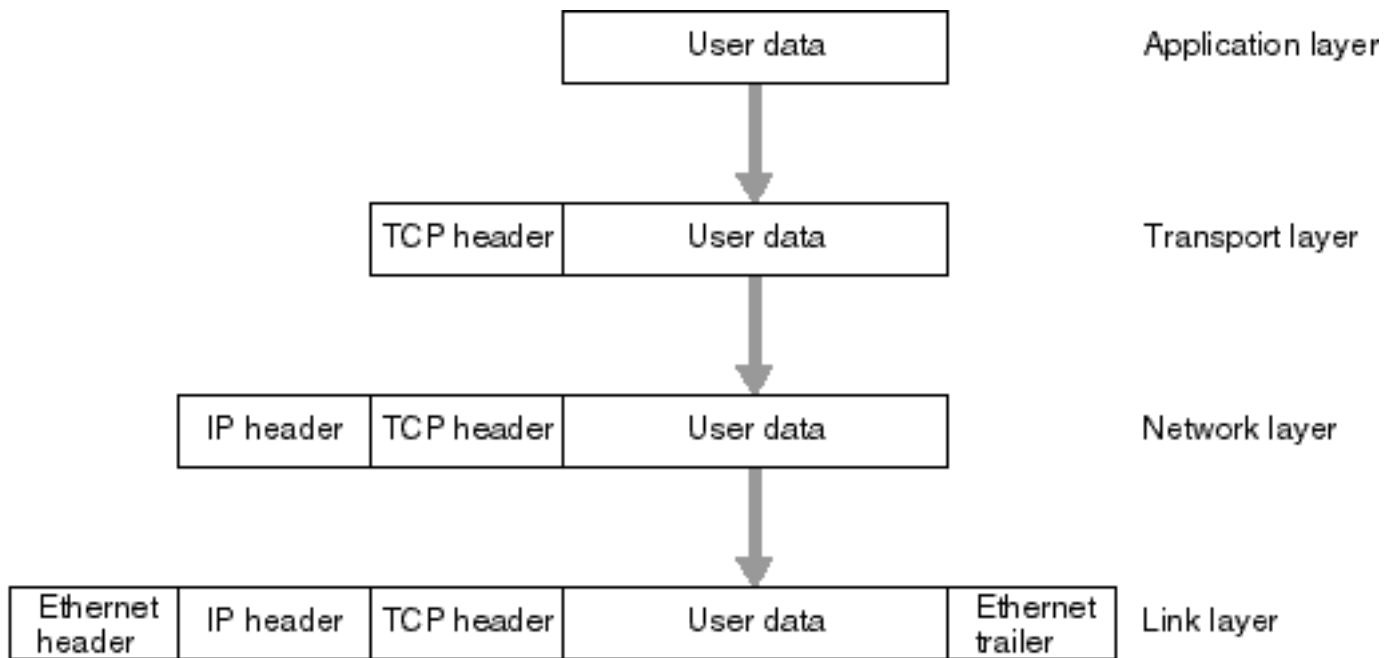 User data
Application layer
TCP header
User data
Transport layer
IP header
TCP header
User data
Network layer
Ethernet
header
IP header
TCP header
User data
Ethernet
trailer
Link layer